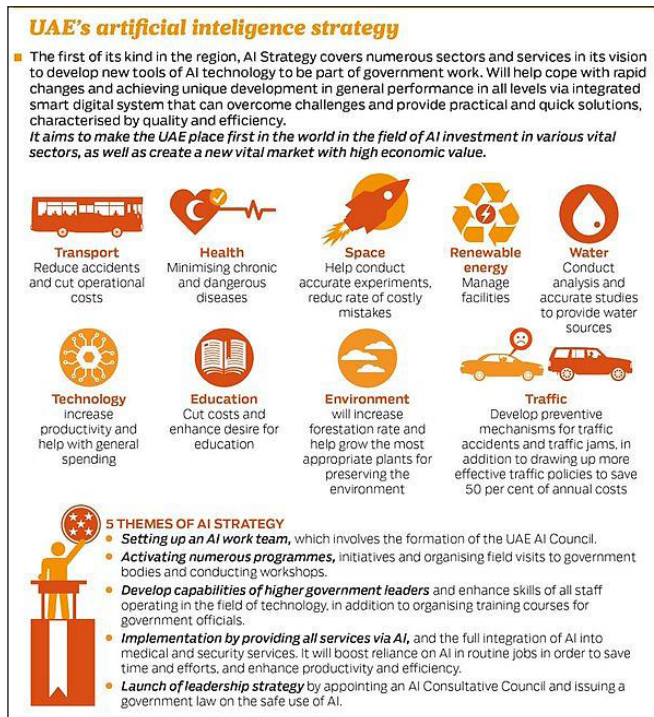 UAE's artificial inteligence strategy
The first of its kind in the region, AI Strategy covers numerous sectors and services in its vision
to develop new tools of AI technology to be part of government work. Will help cope with rapid
changes and achieving unique development in general performance in all levels via integrated
smart digital system that can overcome challenges and provide practical and quick solutions,
characterised by quality and efficiency.
It aims to make the UAE place first in the world in the field of AI investment in various vital
sectors, as well as create a new vital market with high economic value.
Transport
Reduce accidents
and cut operational
costs
Health
Minimising chronic
and dangerous
diseases
Space
Help conduct
accurate experiments,
reduc rate of costly
mistakes
Renewable
energy
Manage
facilities
Water
Conduct
analysis and
accurate studies
to provide water
sources
Technology
increase
productivity and
help with general
spending
Education
Cut costs and
enhance desire for
education
Environment
will increase
forestation rate and
help grow the most
appropriate plants for
preserving the
environment
Traffic
Develop preventive
mechanisms for traffic
accidents and traffic jams, in
addition to drawing up more
effective traffic policies to save
50 per cent of annual costs
5 THEMES OF AI STRATEGY
Setting up an AI work team, which involves the formation of the UAE AI Council.
Activating numerous programmes, initiatives and organising field visits to government
bodies and conducting workshops.
Develop capabilities of higher government leaders and enhance skills of all staff
operating in the field of technology, in addition to organising training courses for
government officials.
Implementation by providing all services via AI, and the full integration of AI into
medical and security services. It will boost reliance on AI in routine jobs in order to save
time and efforts, and enhance productivity and efficiency.
Launch of leadership strategy by appointing an AI Consultative Council and issuing a
government law on the safe use of AI.